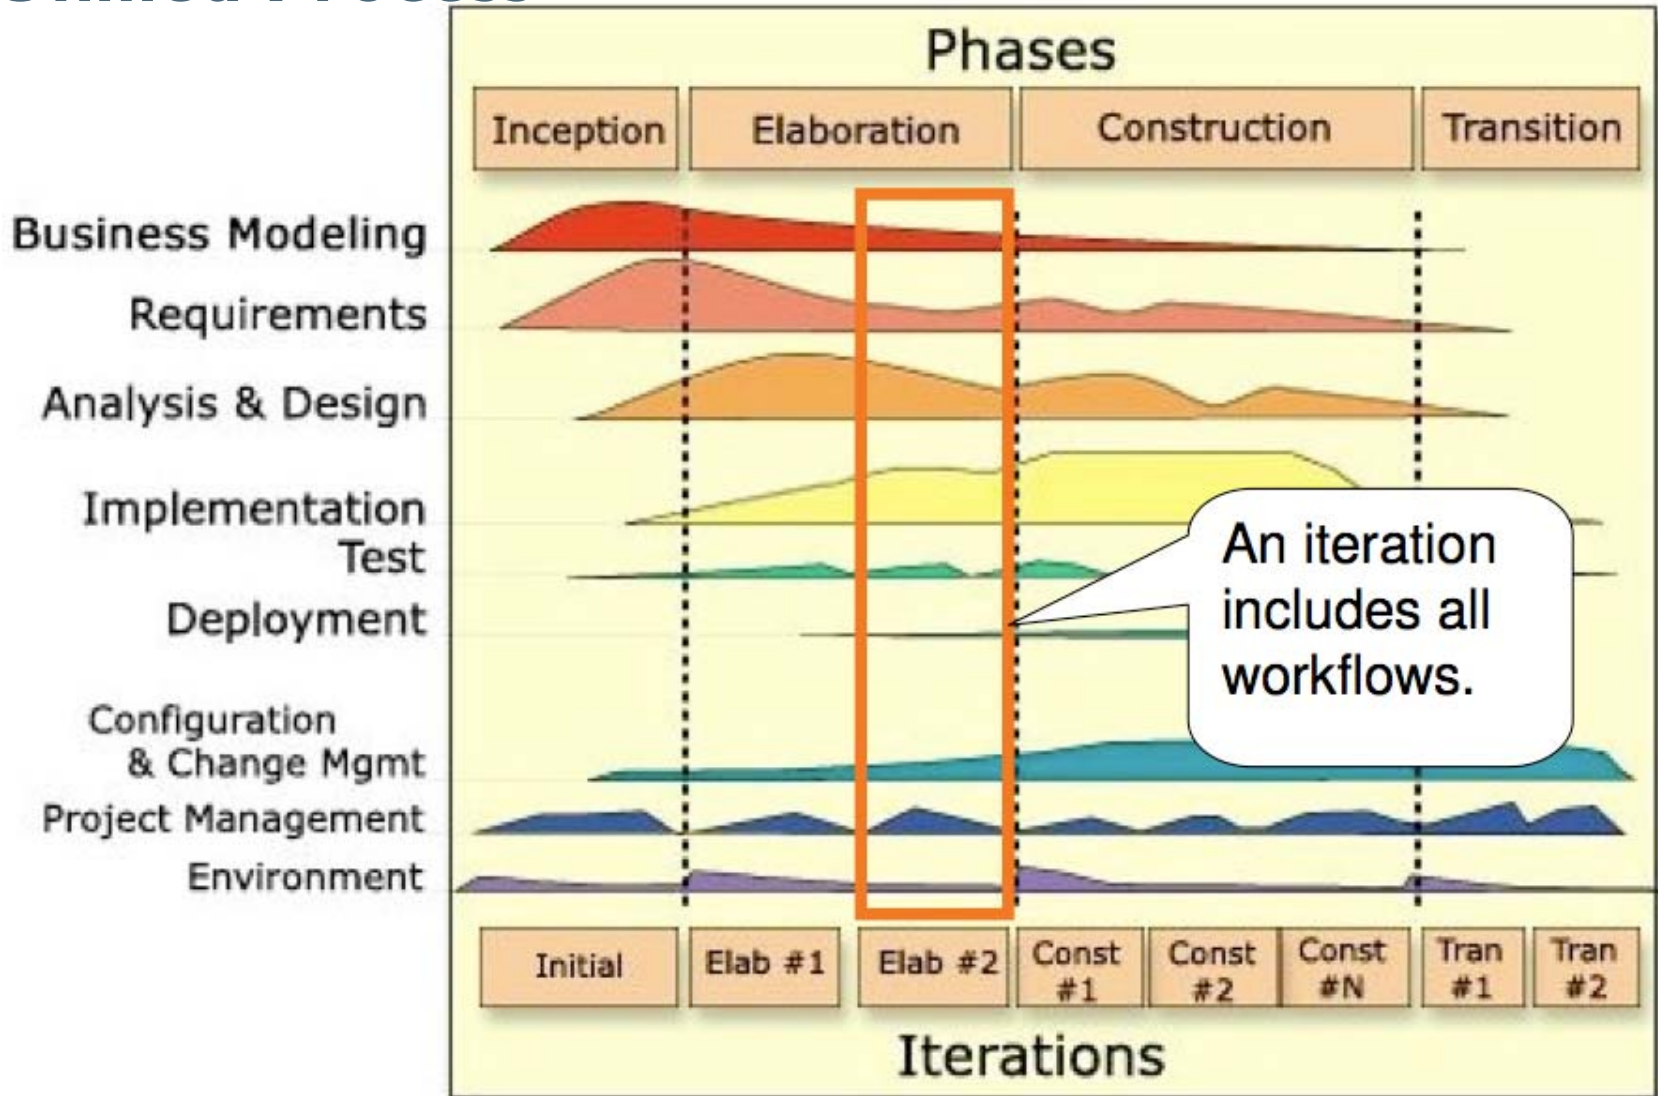 Unified Process
Phases
Inception Elaboration Construction Transition
Business Modeling
Requirements
Analysis & Design
Implementation
Test
Deployment
An iteration
includes all
workflows.
Configuration
& Change Mgmt
Project Management
Environment
Initial Elab #1 Elab #2 Const #1 Const #2 Const #N Tran #1 Tran #2
Iterations